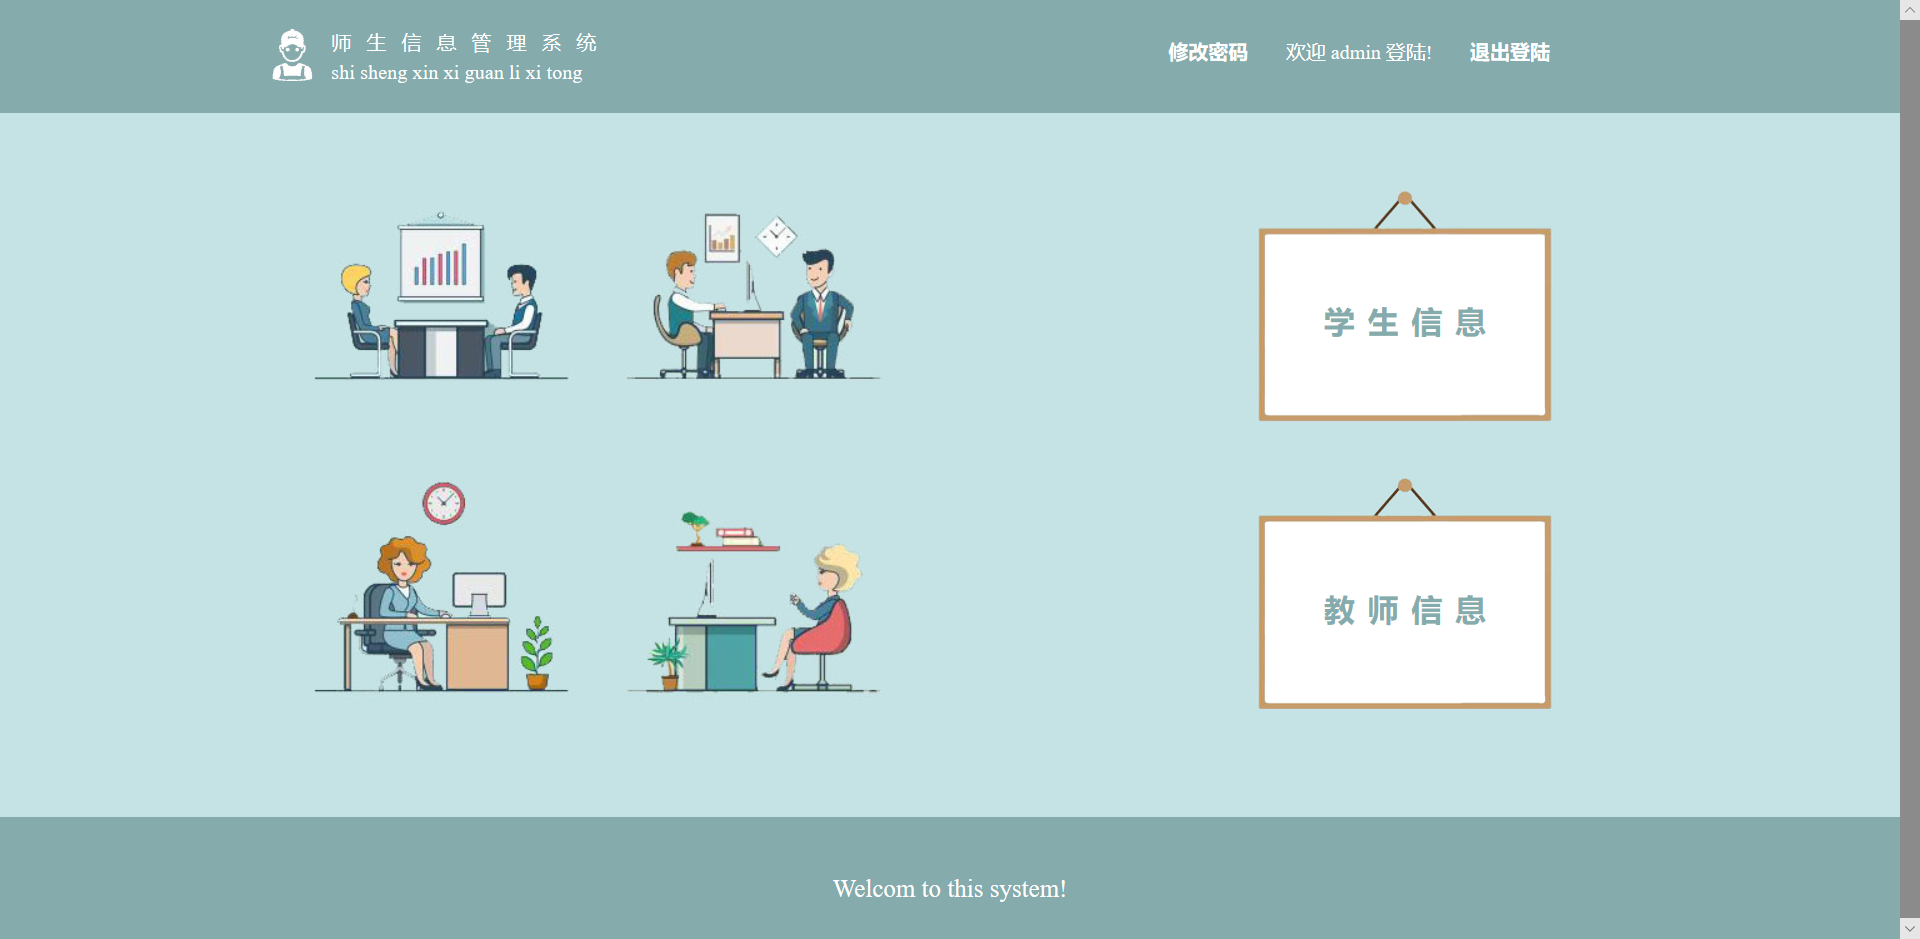 师生信息管理系统
shi sheng xin xi guan li xi tong
修改密码 欢迎 admin 登陆! 退出登陆
学生信息
教师信息
Welcom to this system!